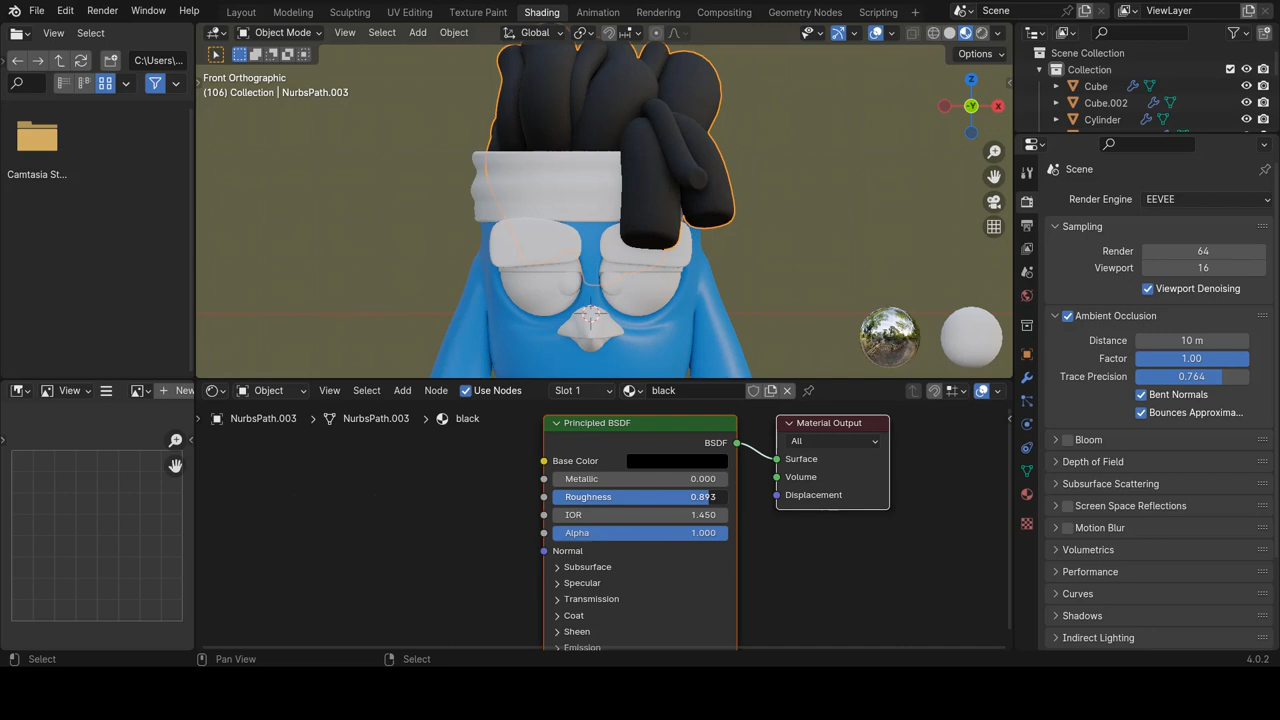 File Edit Render Window Help Layout Modeling Sculpting UV Editing Texture Paint Shading Animation Rendering Compositing Geometry Nodes Scripting Scene ViewLayer
View Select Object Mode View Select Add Object Global
C:\Users\... Options
Front Orthographic
(106) Collection | NurbsPath.003
Z
X
-Y
Camtasia St...
Scene Collection
Collection
Cube
Cube.002
Cylinder
Scene
Render Engine EEVEE
Sampling
Render 64
Viewport 16
Viewport Denoising
Ambient Occlusion
Distance 10 m
Factor 1.00
Trace Precision 0.764
Bent Normals
Bounces Approxima...
Bloom
Depth of Field
Subsurface Scattering
Screen Space Reflections
Motion Blur
Volumetrics
Performance
Curves
Shadows
Indirect Lighting
View New Object View Select Add Node Use Nodes Slot 1 black
NurbsPath.003 NurbsPath.003 black
Principled BSDF
BSDF
Base Color
Metallic 0.000
Roughness 0.893
IOR 1.450
Alpha 1.000
Normal
Subsurface
Specular
Transmission
Coat
Sheen
Emission
Material Output
All
Surface
Volume
Displacement
Select Pan View Select 4.0.2